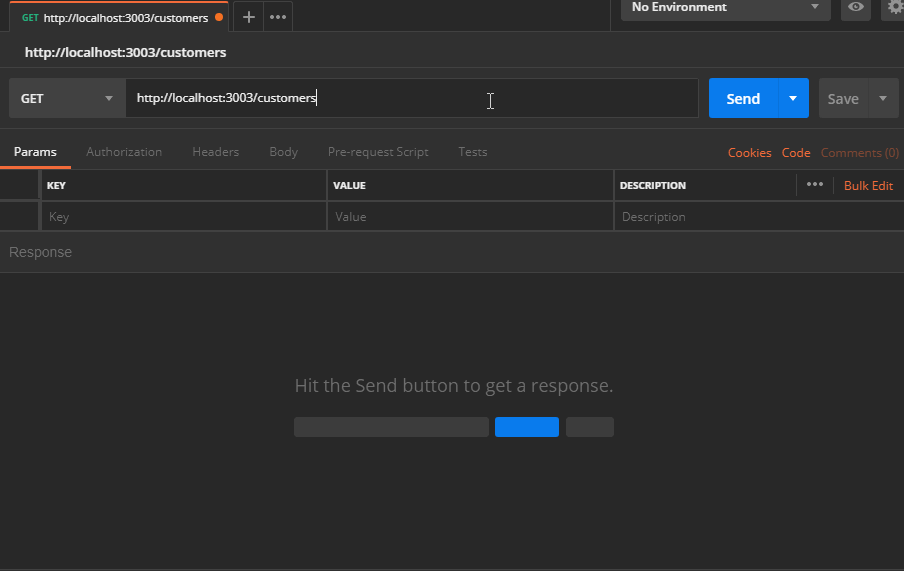 GET http://localhost:3003/customers
No Environment
http://localhost:3003/customers
GET http://localhost:3003/customers Send Save
Params Authorization Headers Body Pre-request Script Tests Cookies Code Comments (0)
KEY VALUE DESCRIPTION Bulk Edit
Key Value Description
Response
Hit the Send button to get a response.